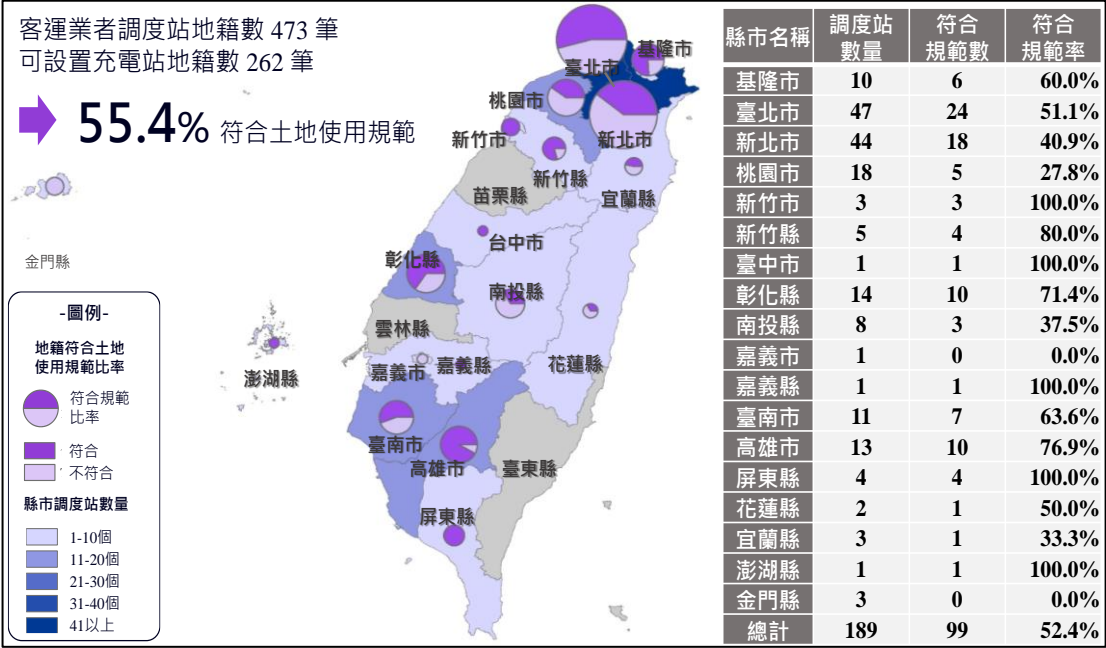 客運業者調度站地籍數 473 筆
可設置充電站地籍數 262 筆
55.4% 符合土地使用規範
基隆市
臺北市
桃園市
新竹市
新北市
新竹縣
苗栗縣
宜蘭縣
台中市
金門縣
彰化縣
南投縣
雲林縣
花蓮縣
嘉義市
嘉義縣
澎湖縣
臺南市
高雄市
臺東縣
屏東縣
-圖例-
地籍符合土地
使用規範比率
符合規範
比率
符合
不符合
縣市調度站數量
1-10個
11-20個
21-30個
31-40個
41以上
縣市名稱 調度站數量 符合規範數 符合規範率
基隆市 10 6 60.0%
臺北市 47 24 51.1%
新北市 44 18 40.9%
桃園市 18 5 27.8%
新竹市 3 3 100.0%
新竹縣 5 4 80.0%
臺中市 1 1 100.0%
彰化縣 14 10 71.4%
南投縣 8 3 37.5%
嘉義市 1 0 0.0%
嘉義縣 1 1 100.0%
臺南市 11 7 63.6%
高雄市 13 10 76.9%
屏東縣 4 4 100.0%
花蓮縣 2 1 50.0%
宜蘭縣 3 1 33.3%
澎湖縣 1 1 100.0%
金門縣 3 0 0.0%
總計 189 99 52.4%